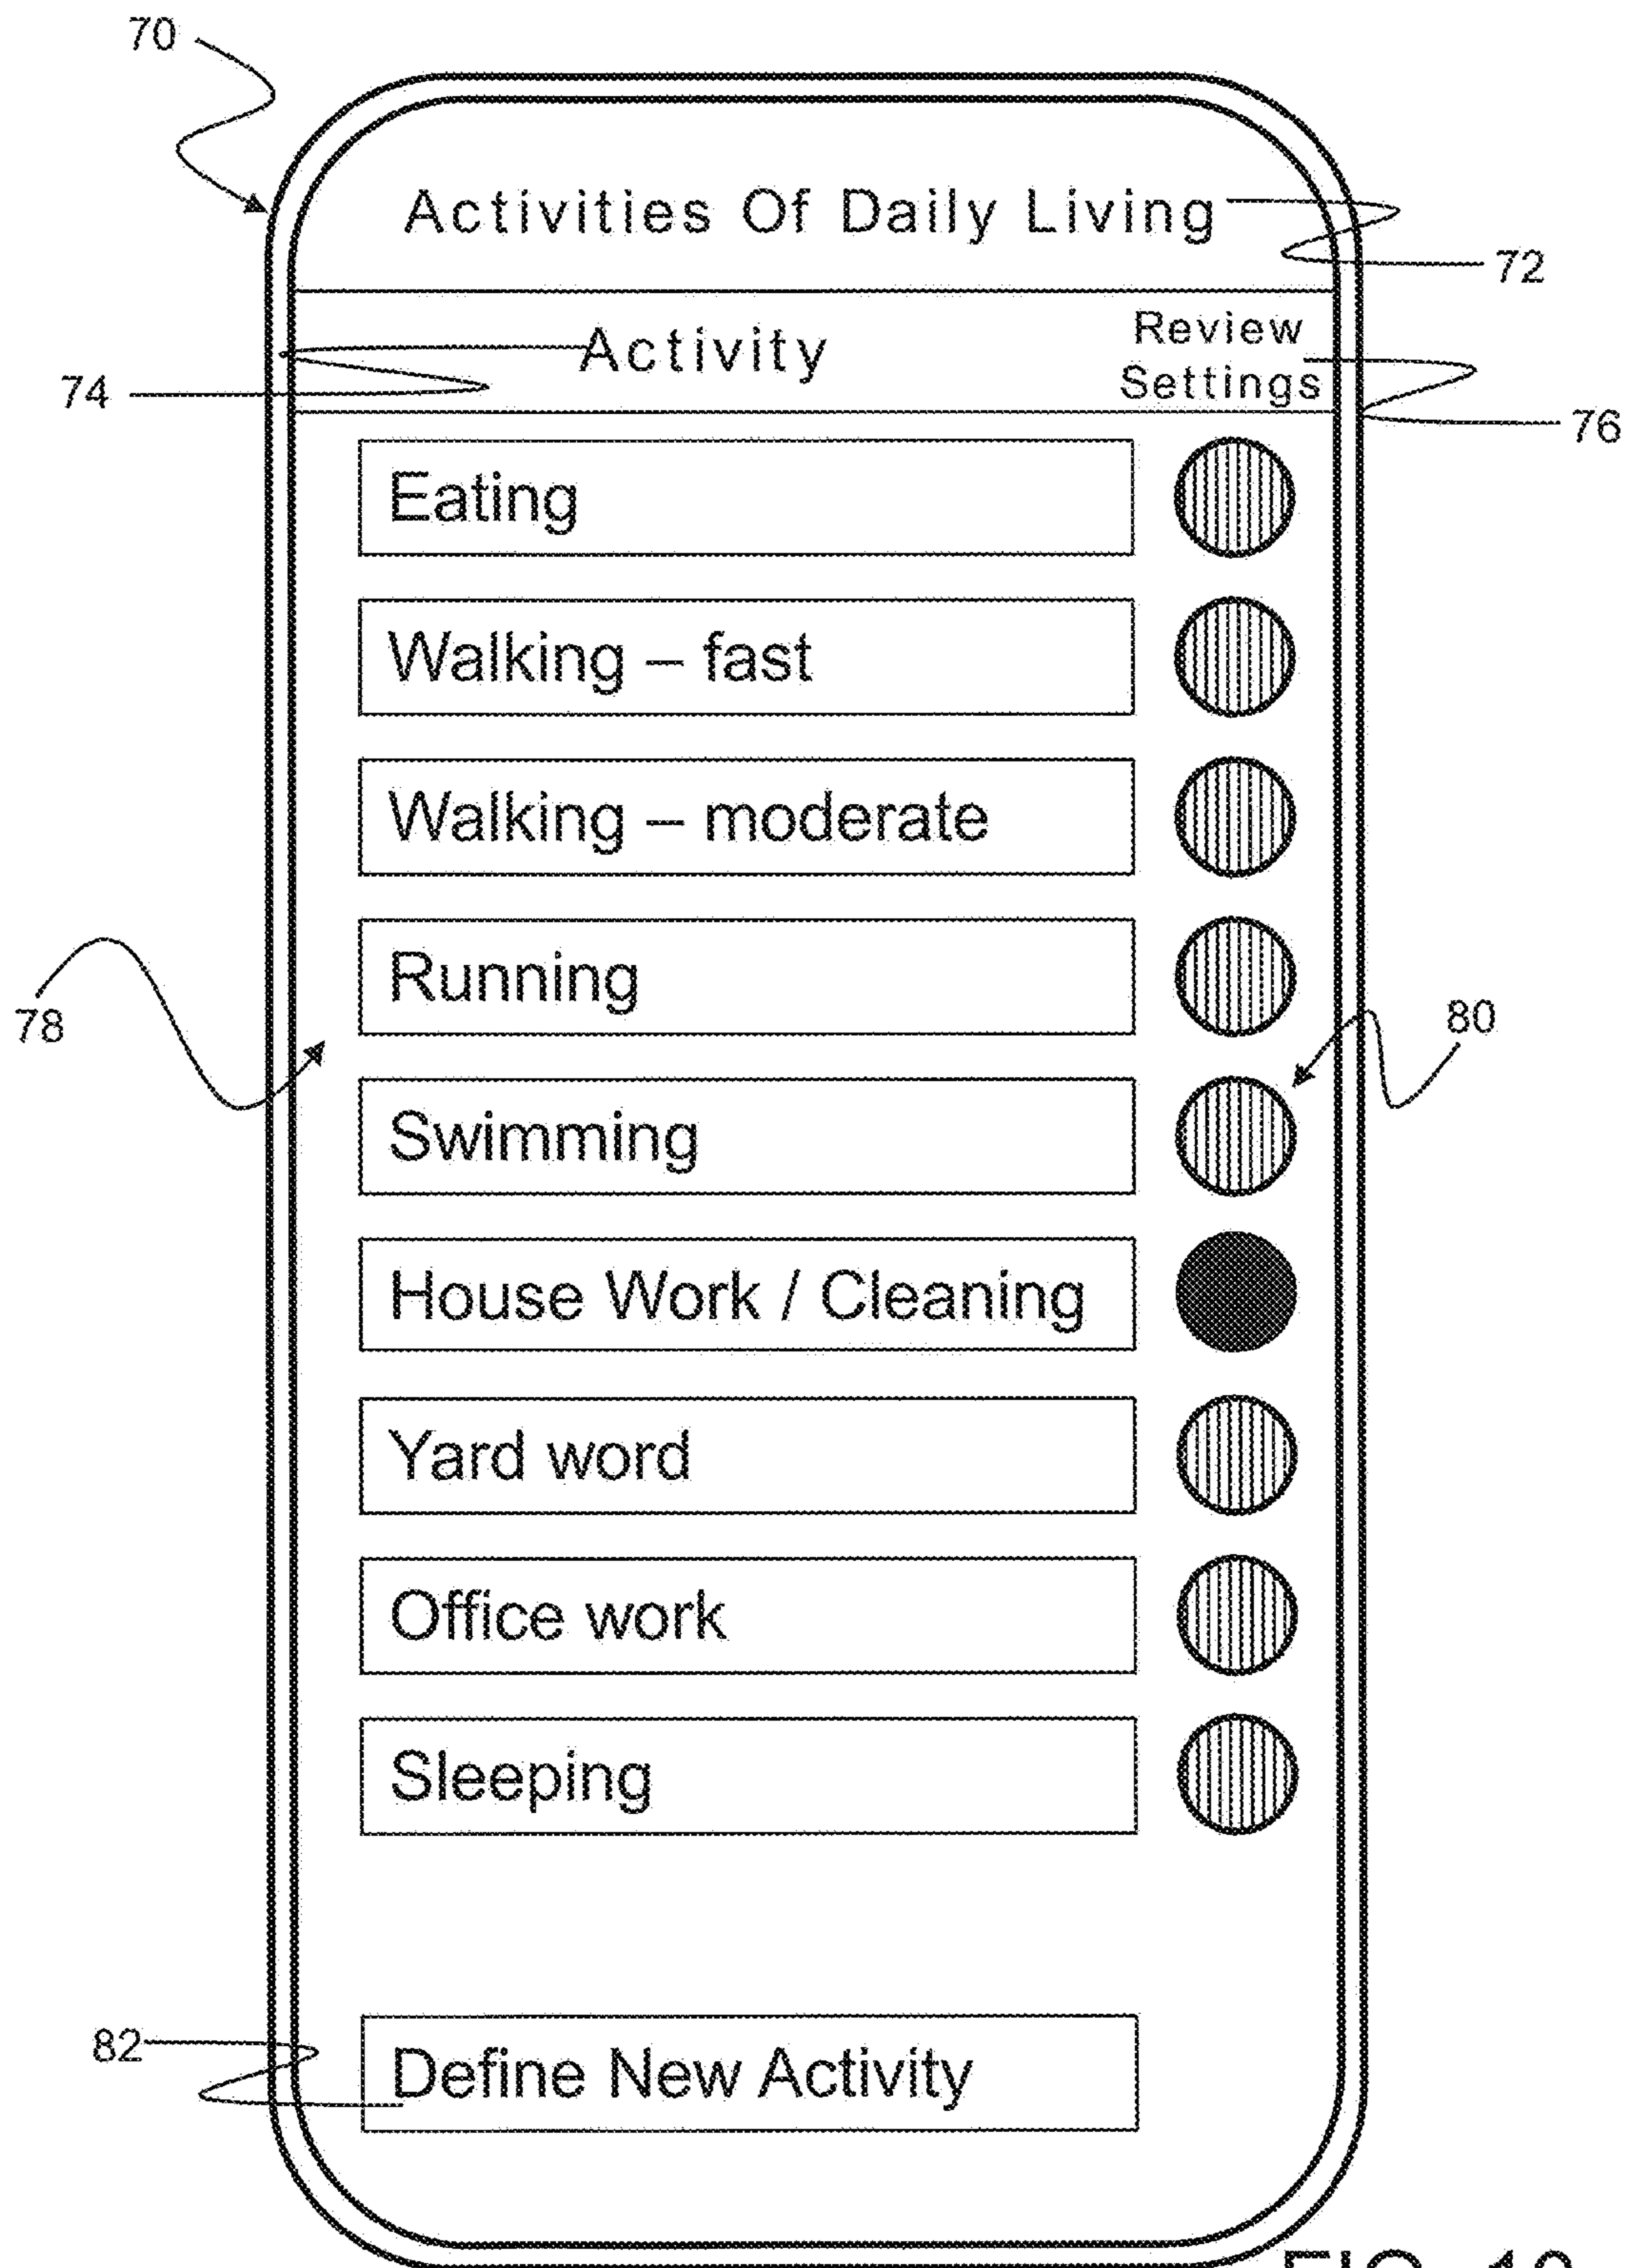 70
Activities Of Daily Living
72
Activity
Review
Settings
74
76
Eating
Walking – fast
Walking – moderate
Running
78
80
Swimming
House Work / Cleaning
Yard word
Office work
Sleeping
82
Define New Activity